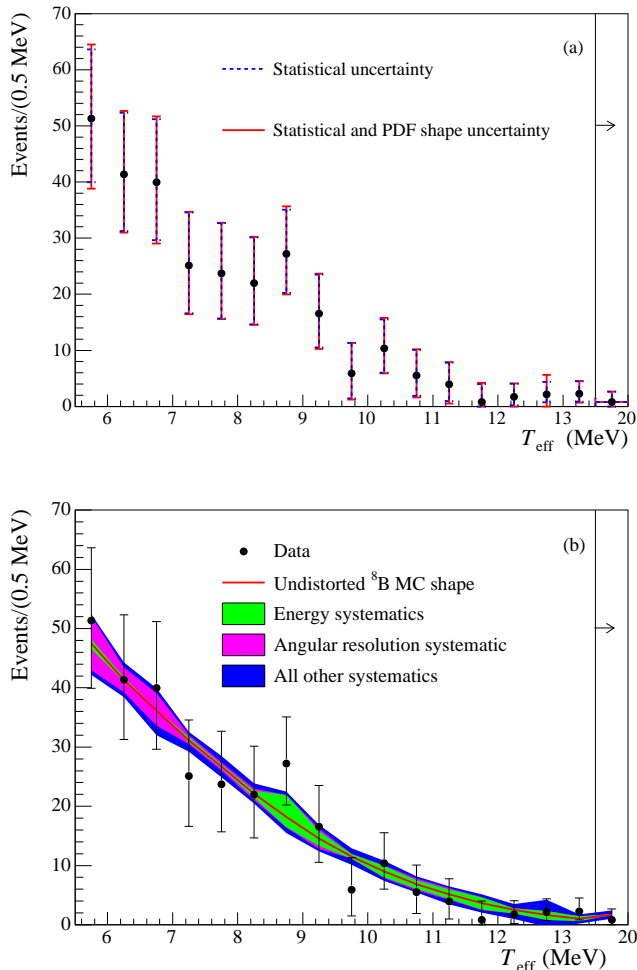 70
60
50
40
30
20
10
0
Events/(0.5 MeV)
(a)
Statistical uncertainty
Statistical and PDF shape uncertainty
6 7 8 9 10 11 12 13 20
T_eff (MeV)
70
60
50
40
30
20
10
0
Events/(0.5 MeV)
(b)
Data
Undistorted ⁸B MC shape
Energy systematics
Angular resolution systematic
All other systematics
6 7 8 9 10 11 12 13 20
T_eff (MeV)